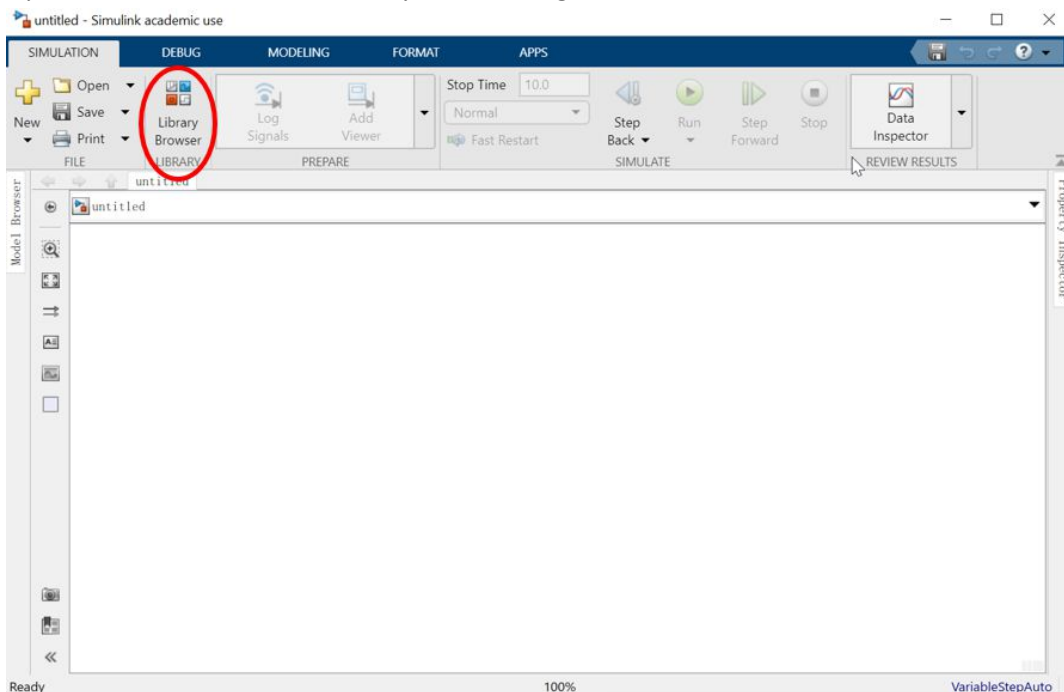 untitled - Simulink academic use
SIMULATION DEBUG MODELING FORMAT APPS
New
Open
Save
Print
FILE
Library
Browser
LIBRARY
Log
Signals
Add
Viewer
PREPARE
Stop Time 10.0
Normal
Fast Restart
Step
Back
Run
Step
Forward
Stop
SIMULATE
Data
Inspector
REVIEW RESULTS
Model Browser
untitled
untitled
Property Inspector
Ready 100% VariableStepAuto